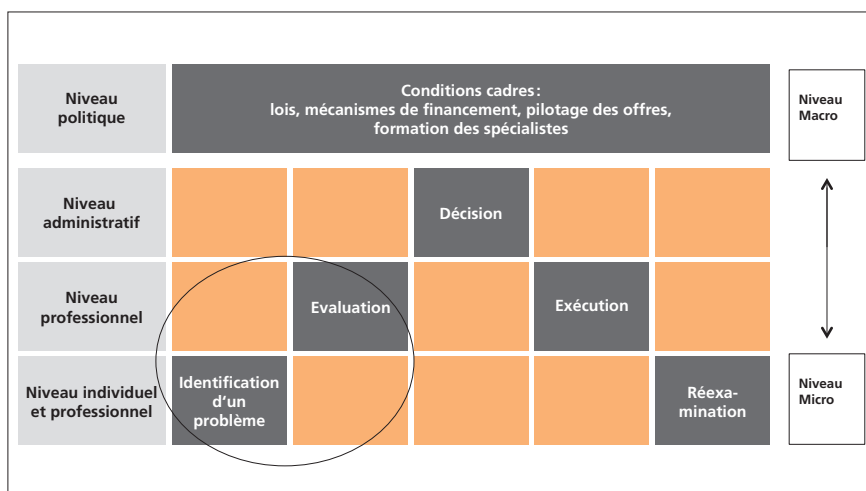 Niveau
politique
Conditions cadres:
lois, mécanismes de financement, pilotage des offres,
formation des spécialistes
Niveau
Macro
Niveau
administratif
Décision
Niveau
professionnel
Evaluation
Exécution
Niveau individuel
et professionnel
Identification
d’un
problème
Réexa-
mination
Niveau
Micro